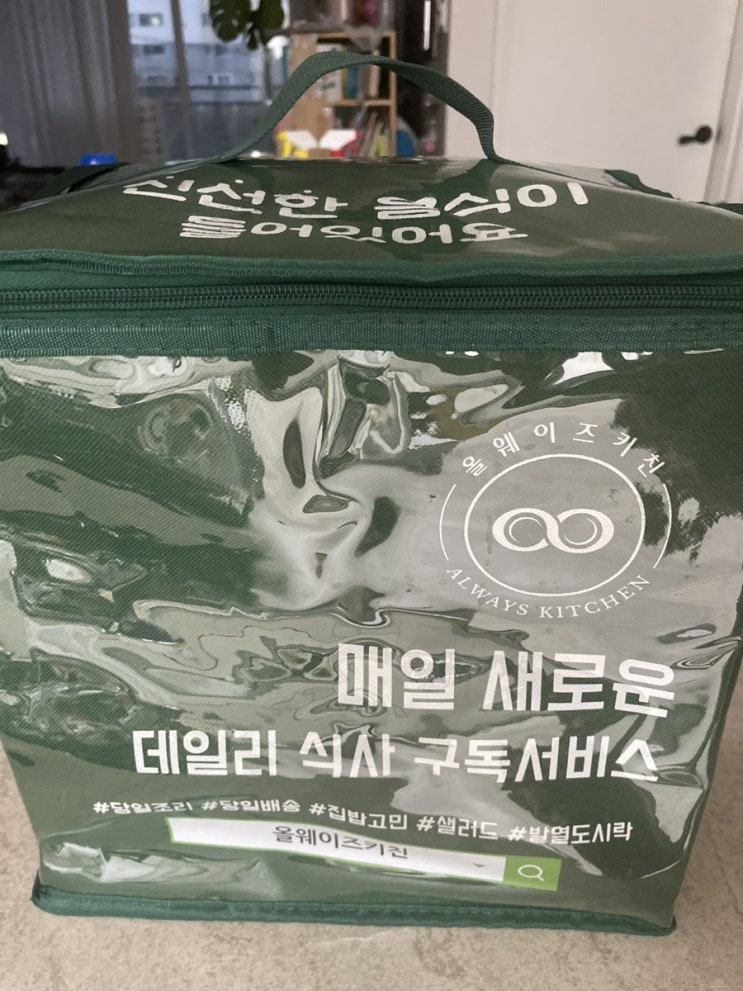 신선한 음식이
들어있어요
올웨이즈키친
ALWAYS KITCHEN
매일 새로운
데일리 식사 구독서비스
#당일조리 #당일배송 #집밥고민 #샐러드 #발열도시락
올웨이즈키친